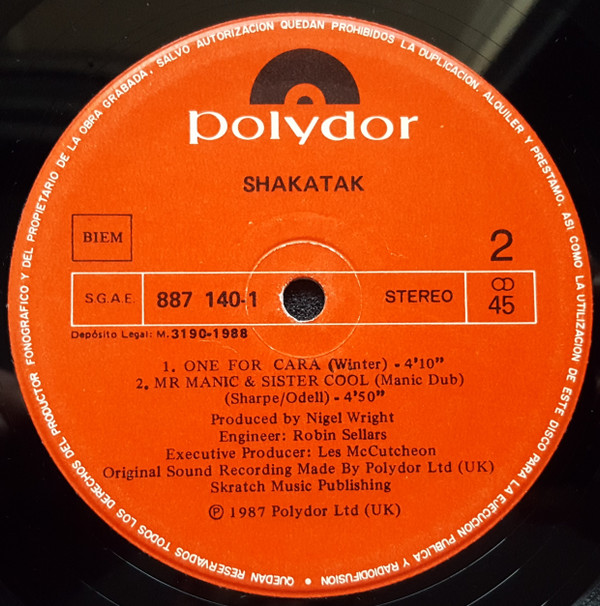 QUEDAN RESERVADOS TODOS LOS DERECHOS DEL PRODUCTOR FONOGRAFICO Y DEL PROPIETARIO DE LA OBRA GRABADA, SALVO AUTORIZACION QUEDAN PROHIBIDOS LA DUPLICACION, ALQUILER Y PRESTAMO, ASI COMO LA UTILIZACION DE ESTE DISCO PARA LA EJECUCION PUBLICA Y RADIODIFUSION •
polydor
SHAKATAK
BIEM
2
S.G.A.E.
887 140-1
STEREO
45
Depósito Legal: M.3190-1988
1. ONE FOR CARA (Winter) - 4'10"
2. MR MANIC & SISTER COOL (Manic Dub)
(Sharpe/Odell) - 4'50"
Produced by Nigel Wright
Engineer: Robin Sellars
Executive Producer: Les McCutcheon
Original Sound Recording Made By Polydor Ltd (UK)
Skratch Music Publishing
℗ 1987 Polydor Ltd (UK)